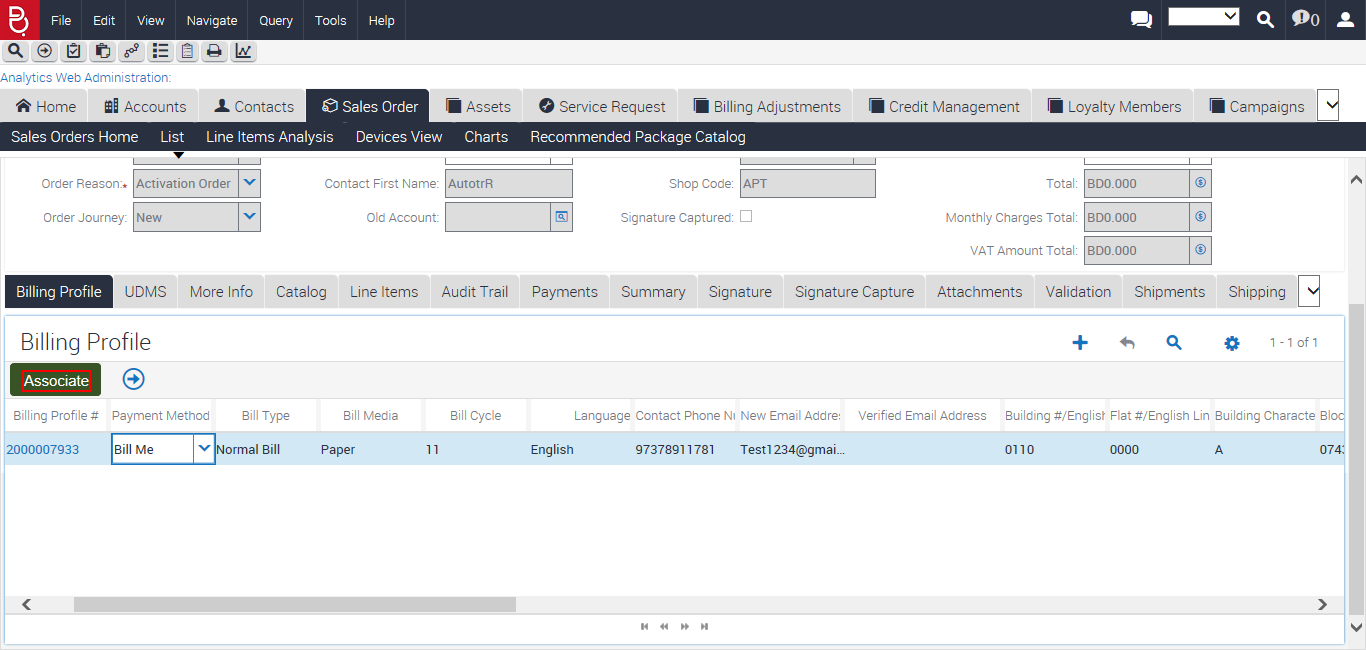 File Edit View Navigate Query Tools Help 0
Analytics Web Administration:
Home Accounts Contacts Sales Order Assets Service Request Billing Adjustments Credit Management Loyalty Members Campaigns
Sales Orders Home List Line Items Analysis Devices View Charts Recommended Package Catalog
Order Reason:* Activation Order Contact First Name: AutotrR Shop Code: APT Total: BD0.000
Order Journey: New Old Account: Signature Captured: Monthly Charges Total: BD0.000
VAT Amount Total: BD0.000
Billing Profile UDMS More Info Catalog Line Items Audit Trail Payments Summary Signature Signature Capture Attachments Validation Shipments Shipping
Billing Profile 1 - 1 of 1
Associate
Billing Profile # Payment Method Bill Type Bill Media Bill Cycle Language Contact Phone Nu New Email Addre Verified Email Address Building #/English Flat #/English Lin Building Characte Bloc
2000007933 Bill Me Normal Bill Paper 11 English 97378911781 Test1234@gmai... 0110 0000 A 0743